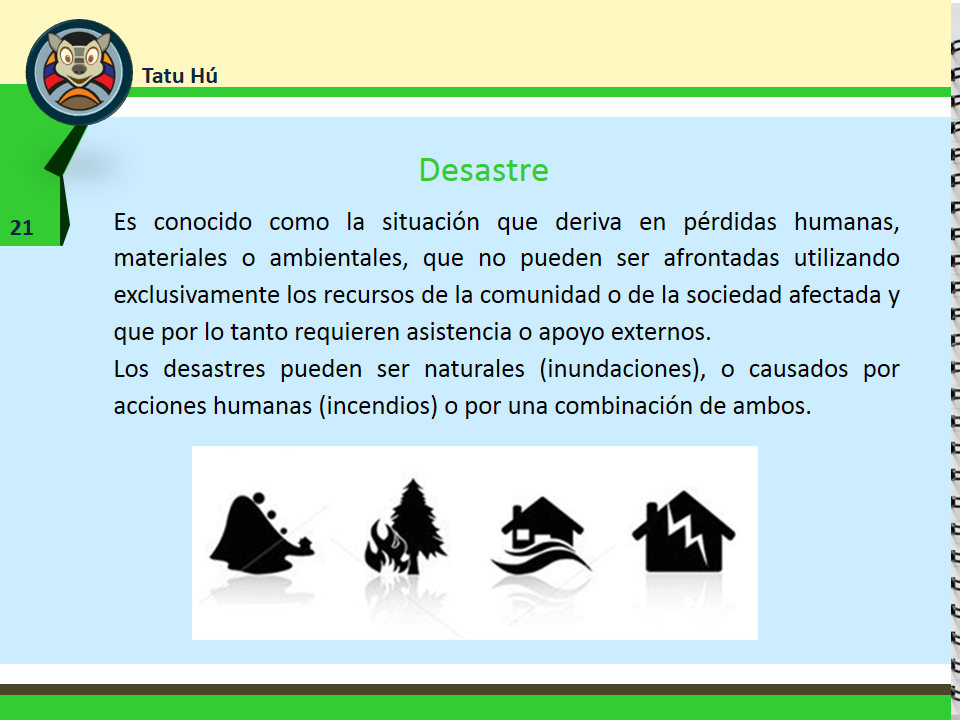 Tatu Hú
21
Desastre
Es conocido como la situación que deriva en pérdidas humanas,
materiales o ambientales, que no pueden ser afrontadas utilizando
exclusivamente los recursos de la comunidad o de la sociedad afectada y
que por lo tanto requieren asistencia o apoyo externos.
Los desastres pueden ser naturales (inundaciones), o causados por
acciones humanas (incendios) o por una combinación de ambos.